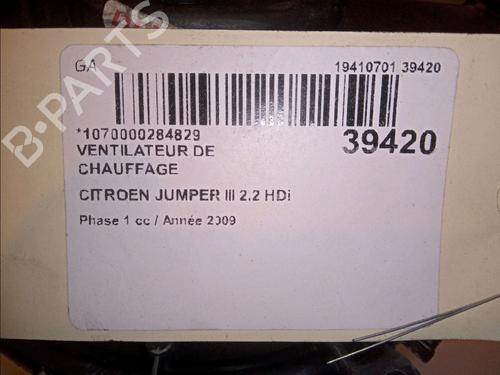 GA
19410701 39420
*1070000284829
39420
VENTILATEUR DE
CHAUFFAGE
CITROEN JUMPER III 2.2 HDi
Phase 1 cc / Année 2009
B-PARTS